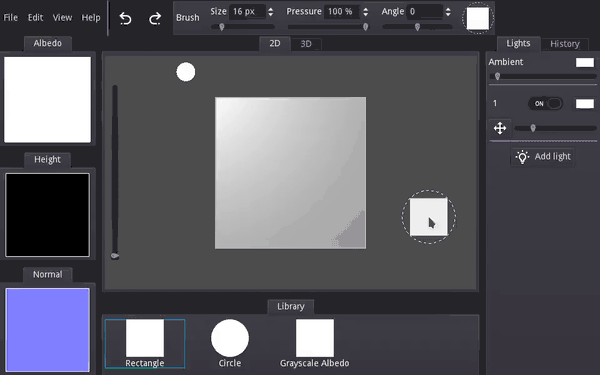 File Edit View Help
Brush
Size 16 px
Pressure 100 %
Angle 0
Albedo
Height
Normal
2D 3D
Library
Rectangle
Circle
Grayscale Albedo
Lights History
Ambient
1 ON
Add light